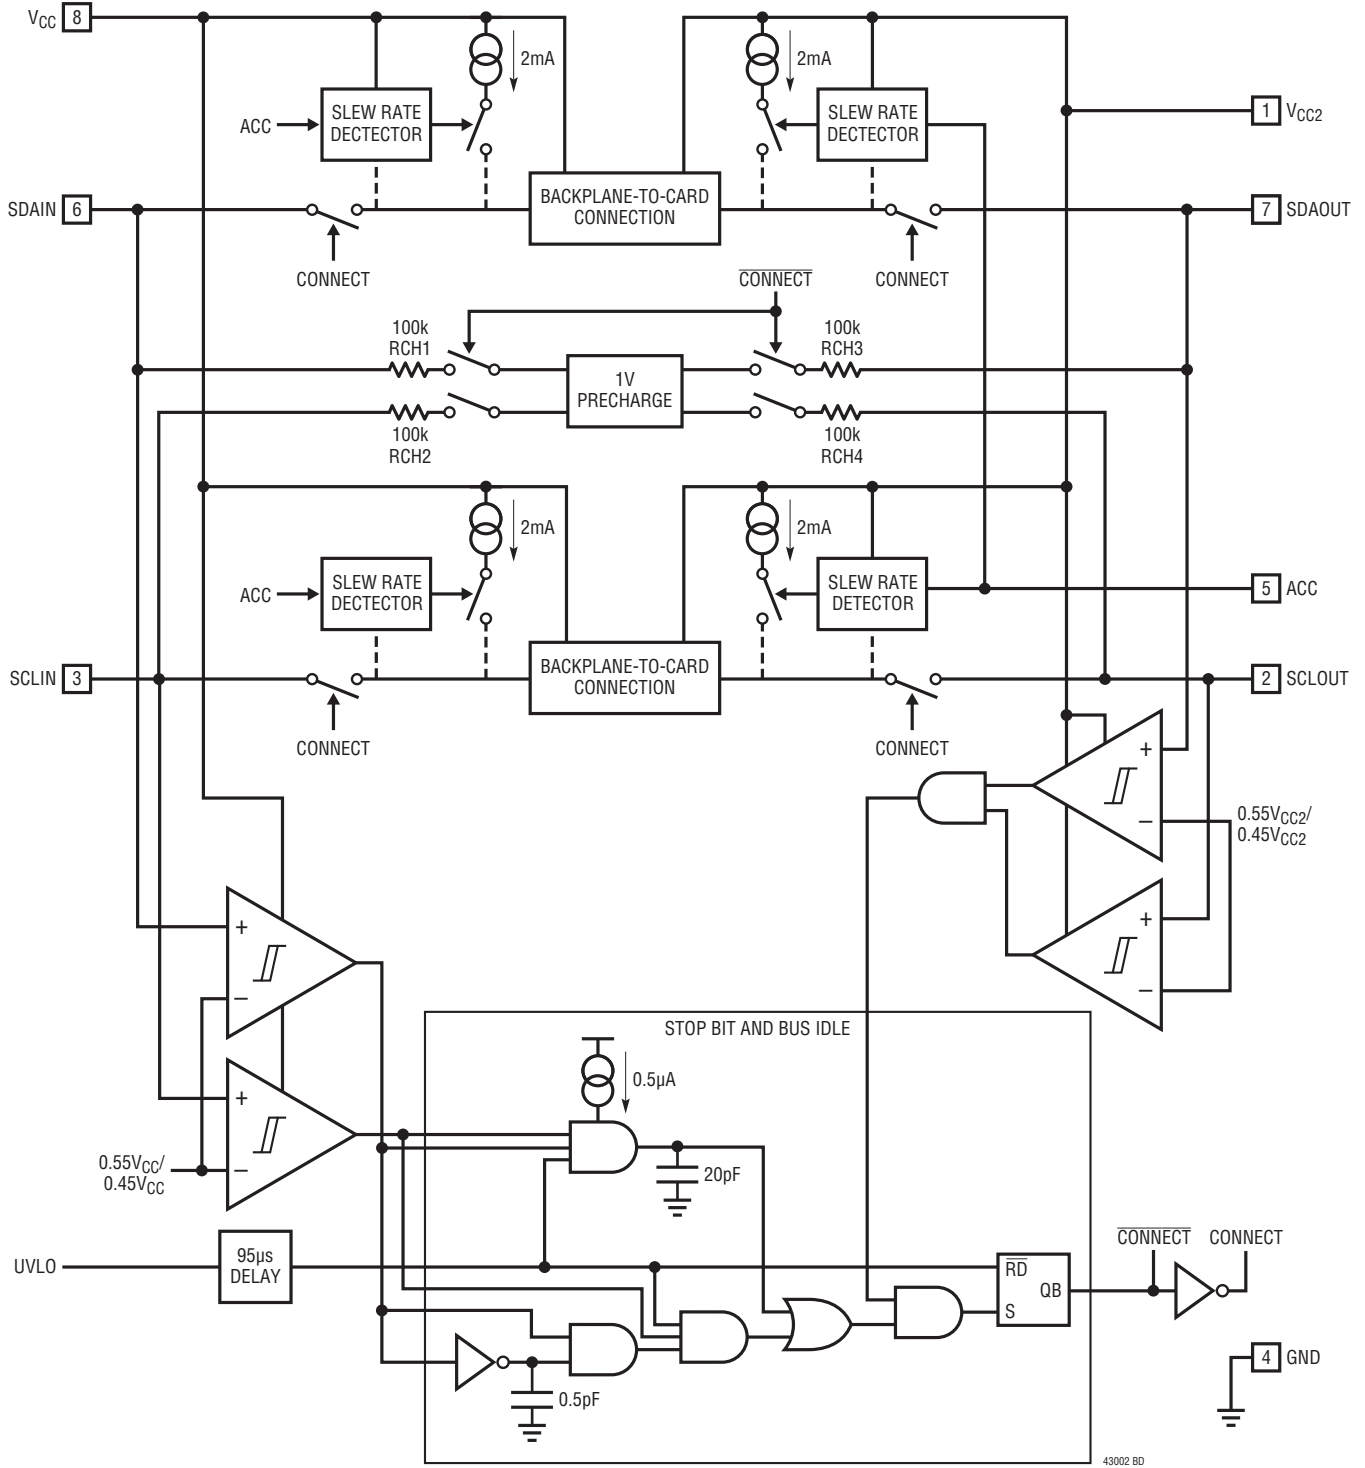 VCC 8
2mA
2mA
SLEW RATE
DECTECTOR
ACC
SLEW RATE
DECTECTOR
1 VCC2
SDAIN 6
BACKPLANE-TO-CARD
CONNECTION
7 SDAOUT
CONNECT
CONNECT
CONNECT
100k
RCH1
100k
RCH3
1V
PRECHARGE
100k
RCH2
100k
RCH4
2mA
2mA
ACC
SLEW RATE
DECTECTOR
SLEW RATE
DETECTOR
5 ACC
SCLIN 3
BACKPLANE-TO-CARD
CONNECTION
2 SCLOUT
CONNECT
CONNECT
+
−
0.55VCC2/
0.45VCC2
+
−
+
−
STOP BIT AND BUS IDLE
0.5µA
+
−
0.55VCC/
0.45VCC
20pF
UVLO
95µs
DELAY
RD
QB
S
CONNECT
CONNECT
0.5pF
4 GND
43002 BD